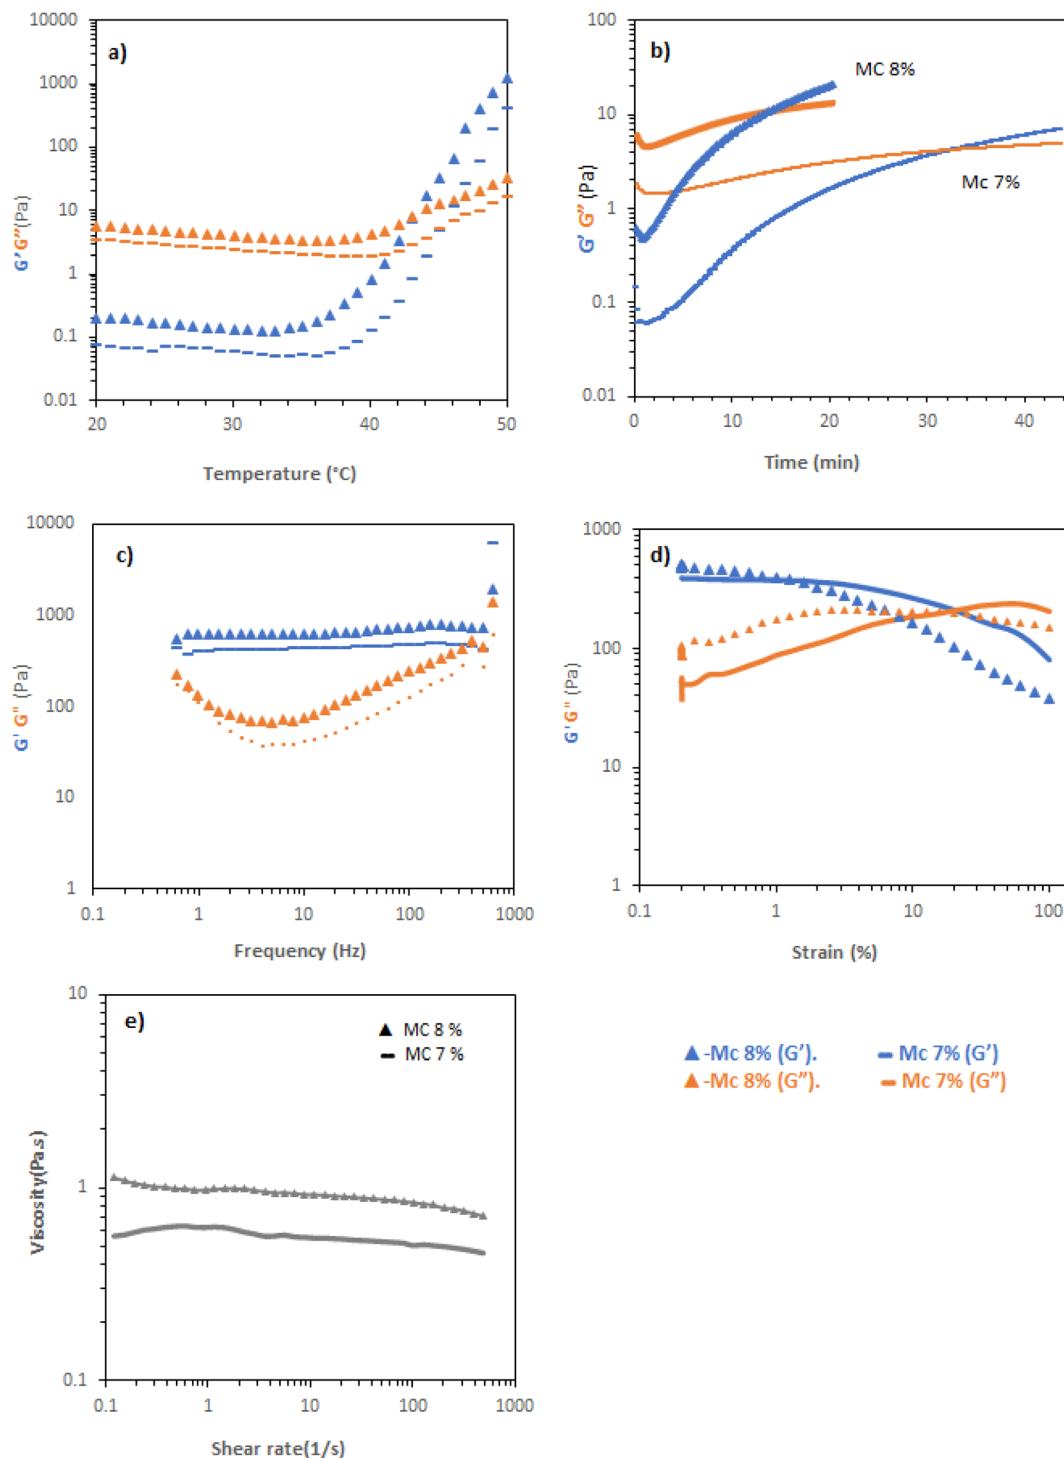 a)
10000
1000
100
10
1
0.1
0.01
G' G"(Pa)
20
30
40
50
Temperature (°C)
b)
100
10
1
0.1
0.01
G' G" (Pa)
MC 8%
Mc 7%
0
10
20
30
40
Time (min)
c)
10000
1000
100
10
1
G' G" (Pa)
0.1
1
10
100
1000
Frequency (Hz)
d)
1000
100
10
1
G' G" (Pa)
0.1
1
10
100
Strain (%)
e)
10
1
0.1
Viscosity(Pa.s)
MC 8 %
MC 7 %
0.1
1
10
100
1000
Shear rate(1/s)
-Mc 8% (G’). Mc 7% (G’)
-Mc 8% (G”). Mc 7% (G”)